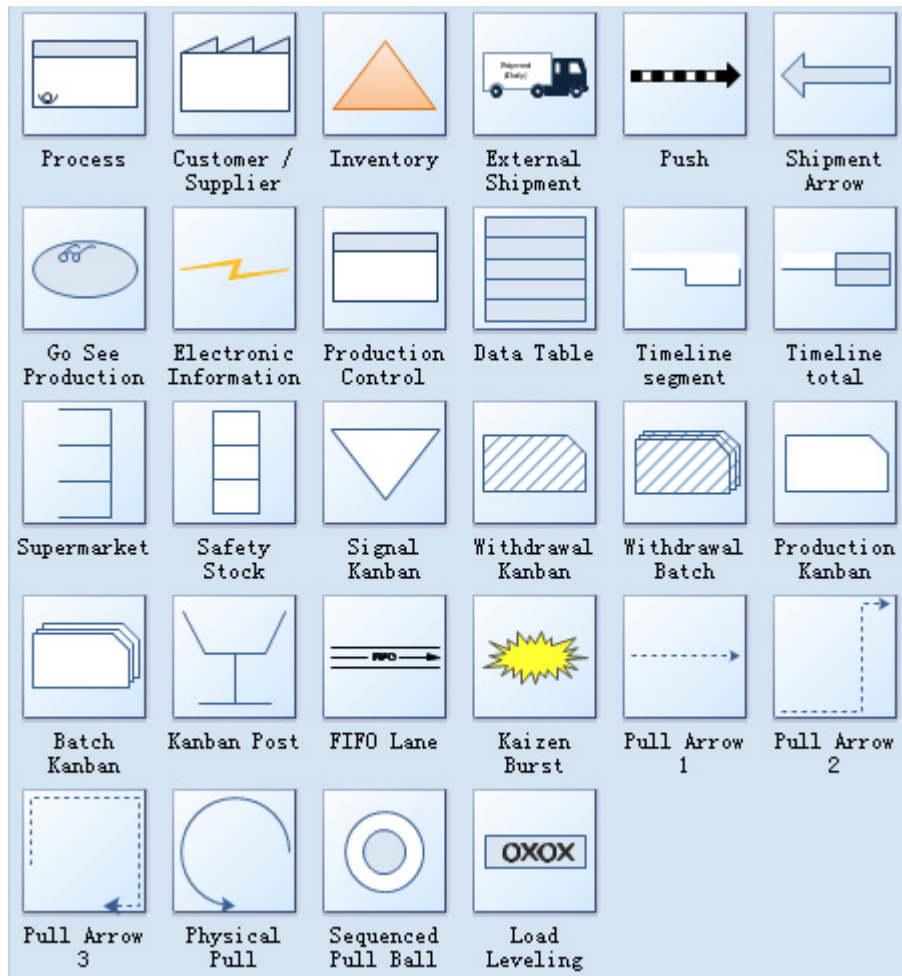 Shipment
(Daily)
Process
Customer /
Supplier
Inventory
External
Shipment
Push
Shipment
Arrow
Go See
Production
Electronic
Information
Production
Control
Data Table
Timeline
segment
Timeline
total
Supermarket
Safety
Stock
Signal
Kanban
Withdrawal
Kanban
Withdrawal
Batch
Production
Kanban
FIFO
Batch
Kanban
Kanban Post
FIFO Lane
Kaizen
Burst
Pull Arrow
1
Pull Arrow
2
OXOX
Pull Arrow
3
Physical
Pull
Sequenced
Pull Ball
Load
Leveling